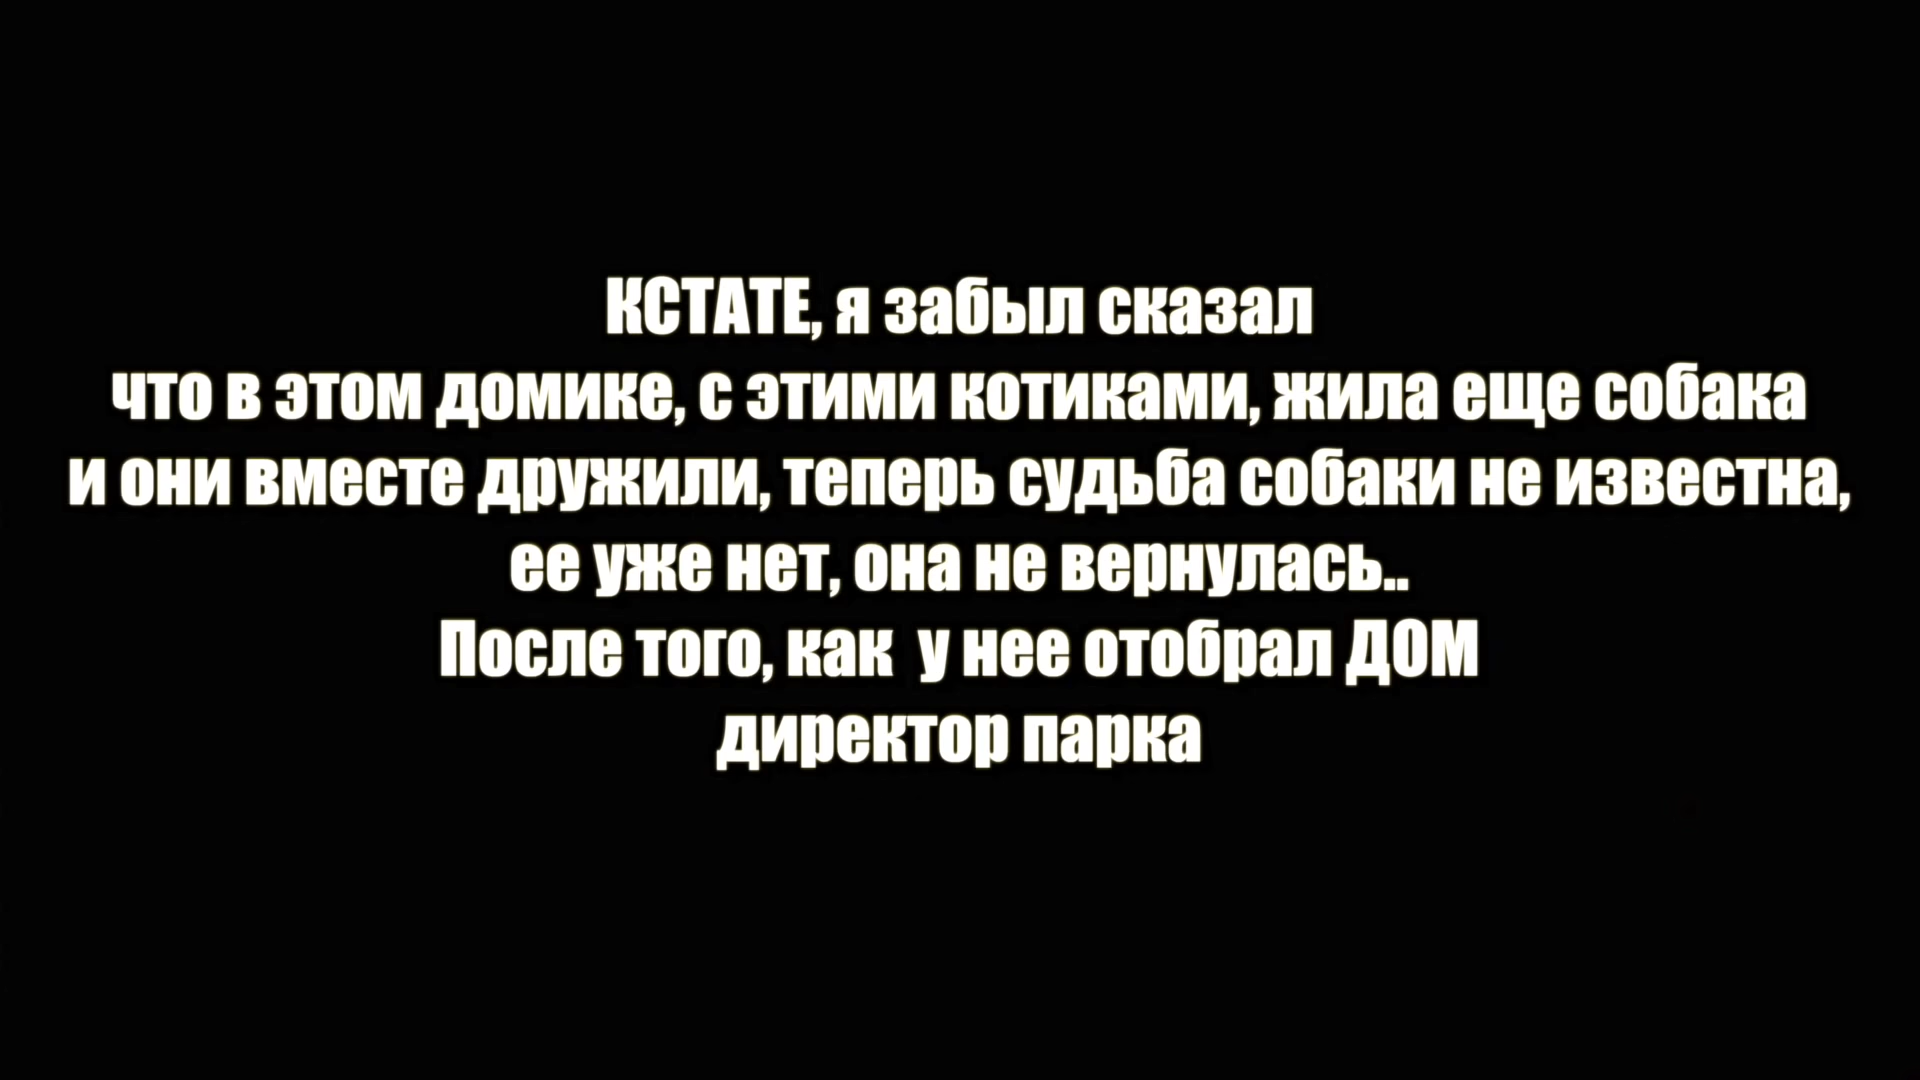 КСТАТЕ, я забыл сказал
что в этом домике, с этими котиками, жила еще собака
и они вместе дружили, теперь судьба собаки не известна,
ее уже нет, она не вернулась..
После того, как  у нее отобрал ДОМ
директор парка